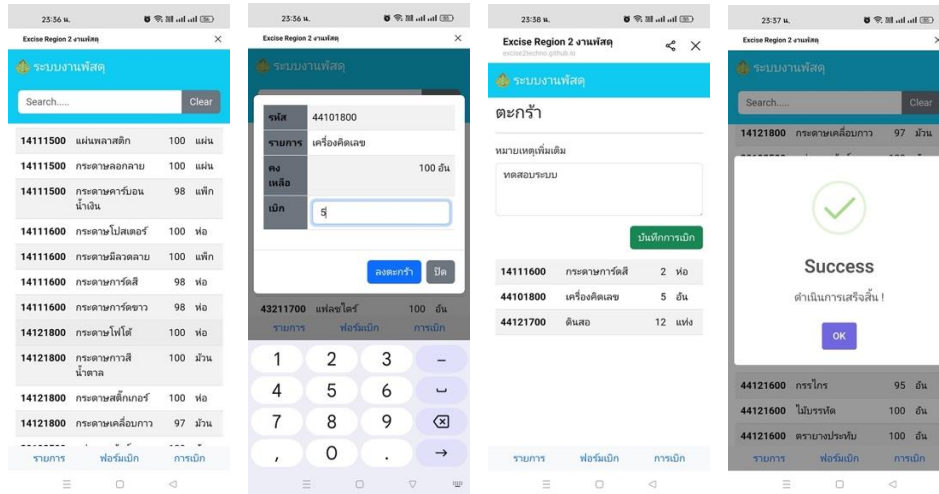 23:36 น.
Excise Region 2 งานพัสดุ
ระบบงานพัสดุ
Search.....
Clear
14111500 แผ่นพลาสติก 100 แผ่น
14111500 กระดาษลอกลาย 100 แผ่น
14111500 กระดาษคาร์บอน 98 แพ็ก
น้ำเงิน
14111600 กระดาษโปสเตอร์ 100 ห่อ
14111600 กระดาษมีลวดลาย 100 แพ็ก
14111600 กระดาษการ์ดสี 98 ห่อ
14111600 กระดาษการ์ดขาว 98 ห่อ
14121800 กระดาษโฟโต้ 100 ห่อ
14121800 กระดาษกาวสี 100 ม้วน
น้ำตาล
14121800 กระดาษสติ๊กเกอร์ 100 ห่อ
14121800 กระดาษเคลือบกาว 97 ม้วน
รายการ ฟอร์มเบิก การเบิก
23:36 น.
Excise Region 2 งานพัสดุ
ระบบงานพัสดุ
รหัส 44101800
รายการ เครื่องคิดเลข
คง 100 อัน
เหลือ
เบิก 5
ลงตะกร้า ปิด
43211700 แฟลชไดร์ 100 อัน
รายการ ฟอร์มเบิก การเบิก
1 2 3 –
4 5 6
7 8 9
, 0 .
23:38 น.
Excise Region 2 งานพัสดุ
excise2techno.github.io
ระบบงานพัสดุ
ตะกร้า
หมายเหตุเพิ่มเติม
ทดสอบระบบ
บันทึกการเบิก
14111600 กระดาษการ์ดสี 2 ห่อ
44101800 เครื่องคิดเลข 5 อัน
44121700 ดินสอ 12 แท่ง
รายการ ฟอร์มเบิก การเบิก
23:37 น.
Excise Region 2 งานพัสดุ
ระบบงานพัสดุ
Search.....
Clear
14121800 กระดาษเคลือบกาว 97 ม้วน
Success
ดำเนินการเสร็จสิ้น !
OK
44121600 กรรไกร 95 อัน
44121600 ไม้บรรทัด 100 อัน
44121600 ตรายางประทับ 100 อัน
รายการ ฟอร์มเบิก การเบิก